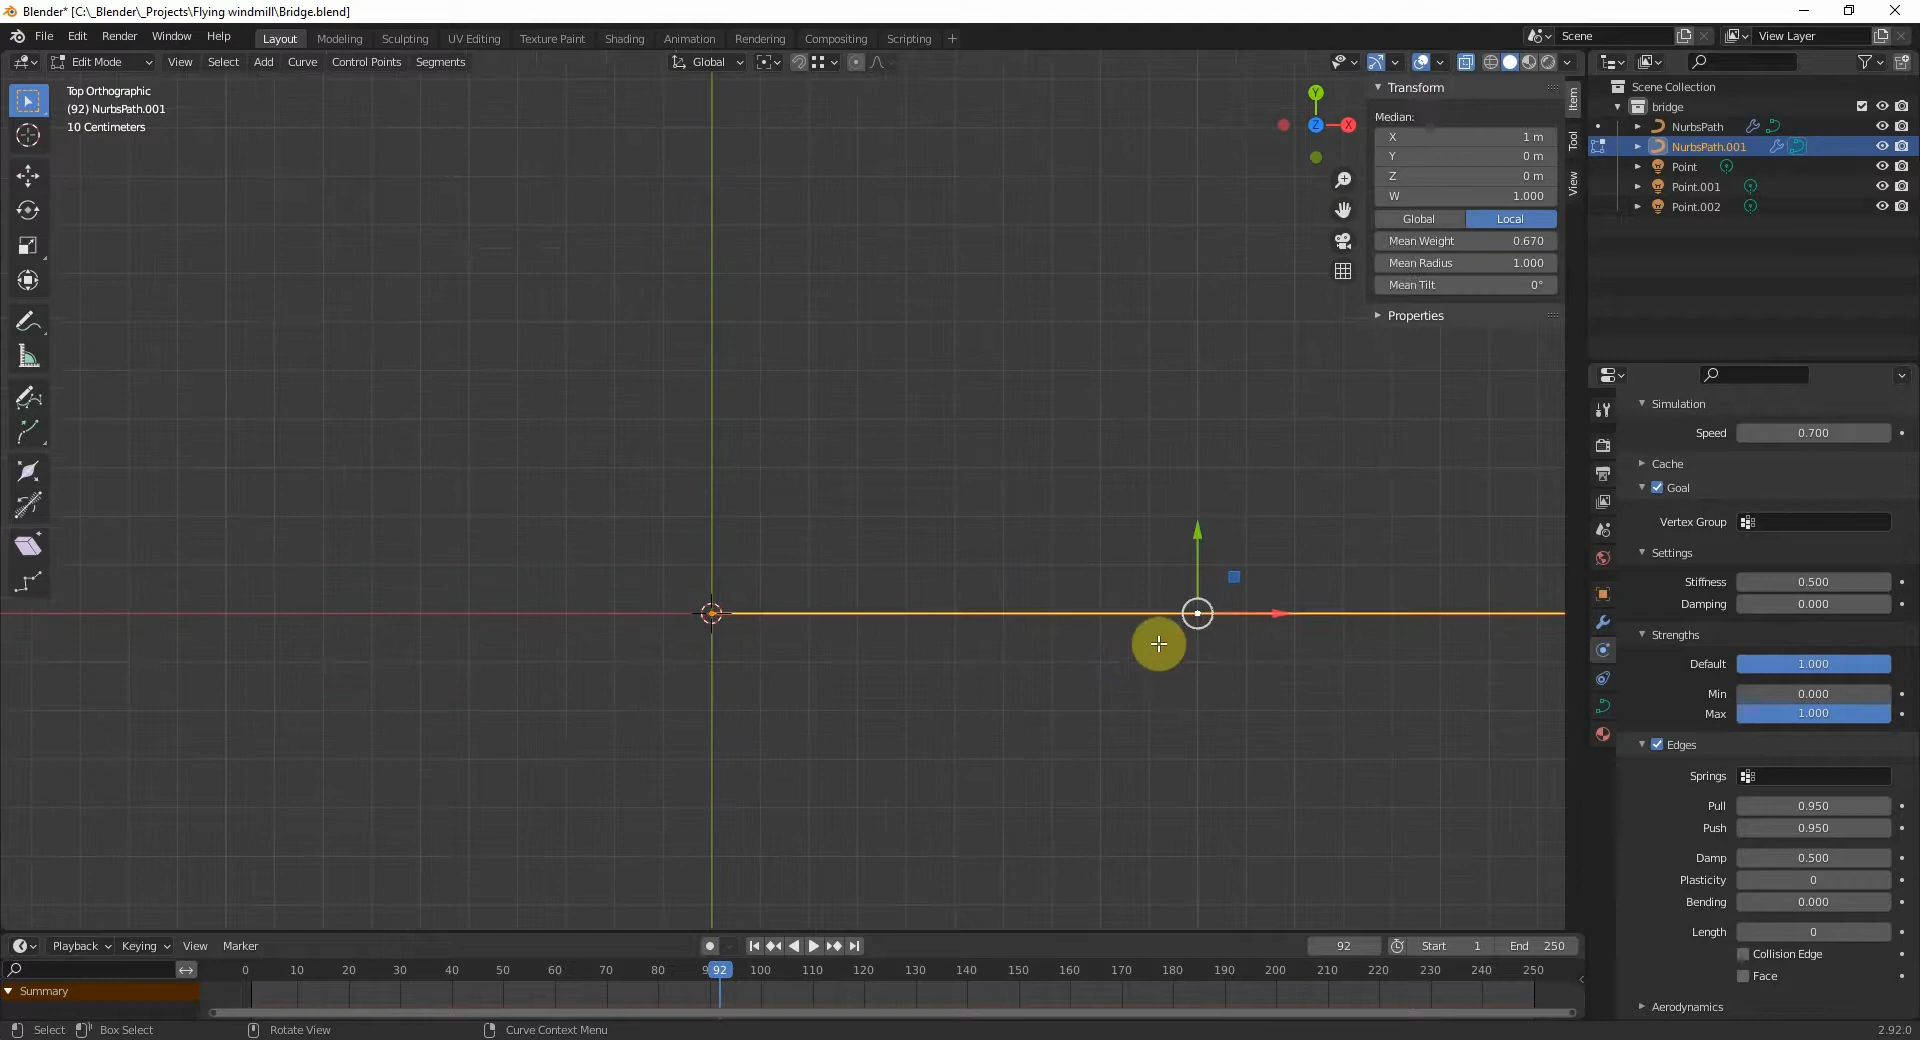 Blender* [C:\_Blender\_Projects\Flying windmill\Bridge.blend]
File Edit Render Window Help Layout Modeling Sculpting UV Editing Texture Paint Shading Animation Rendering Compositing Scripting + Scene View Layer
Edit Mode View Select Add Curve Control Points Segments Global
Top Orthographic
(92) NurbsPath.001
10 Centimeters
Y
Z
X
Transform
Median:
X 1 m
Y 0 m
Z 0 m
W 1.000
Global Local
Mean Weight 0.670
Mean Radius 1.000
Mean Tilt 0°
Properties
Item
Tool
View
Scene Collection
bridge
NurbsPath
NurbsPath.001
Point
Point.001
Point.002
Simulation
Speed 0.700
Cache
Goal
Vertex Group
Settings
Stiffness 0.500
Damping 0.000
Strengths
Default 1.000
Min 0.000
Max 1.000
Edges
Springs
Pull 0.950
Push 0.950
Damp 0.500
Plasticity 0
Bending 0.000
Length 0
Collision Edge
Face
Aerodynamics
Playback Keying View Marker 92 Start 1 End 250
0 10 20 30 40 50 60 70 80 92 100 110 120 130 140 150 160 170 180 190 200 210 220 230 240 250
Summary
Select Box Select Rotate View Curve Context Menu 2.92.0